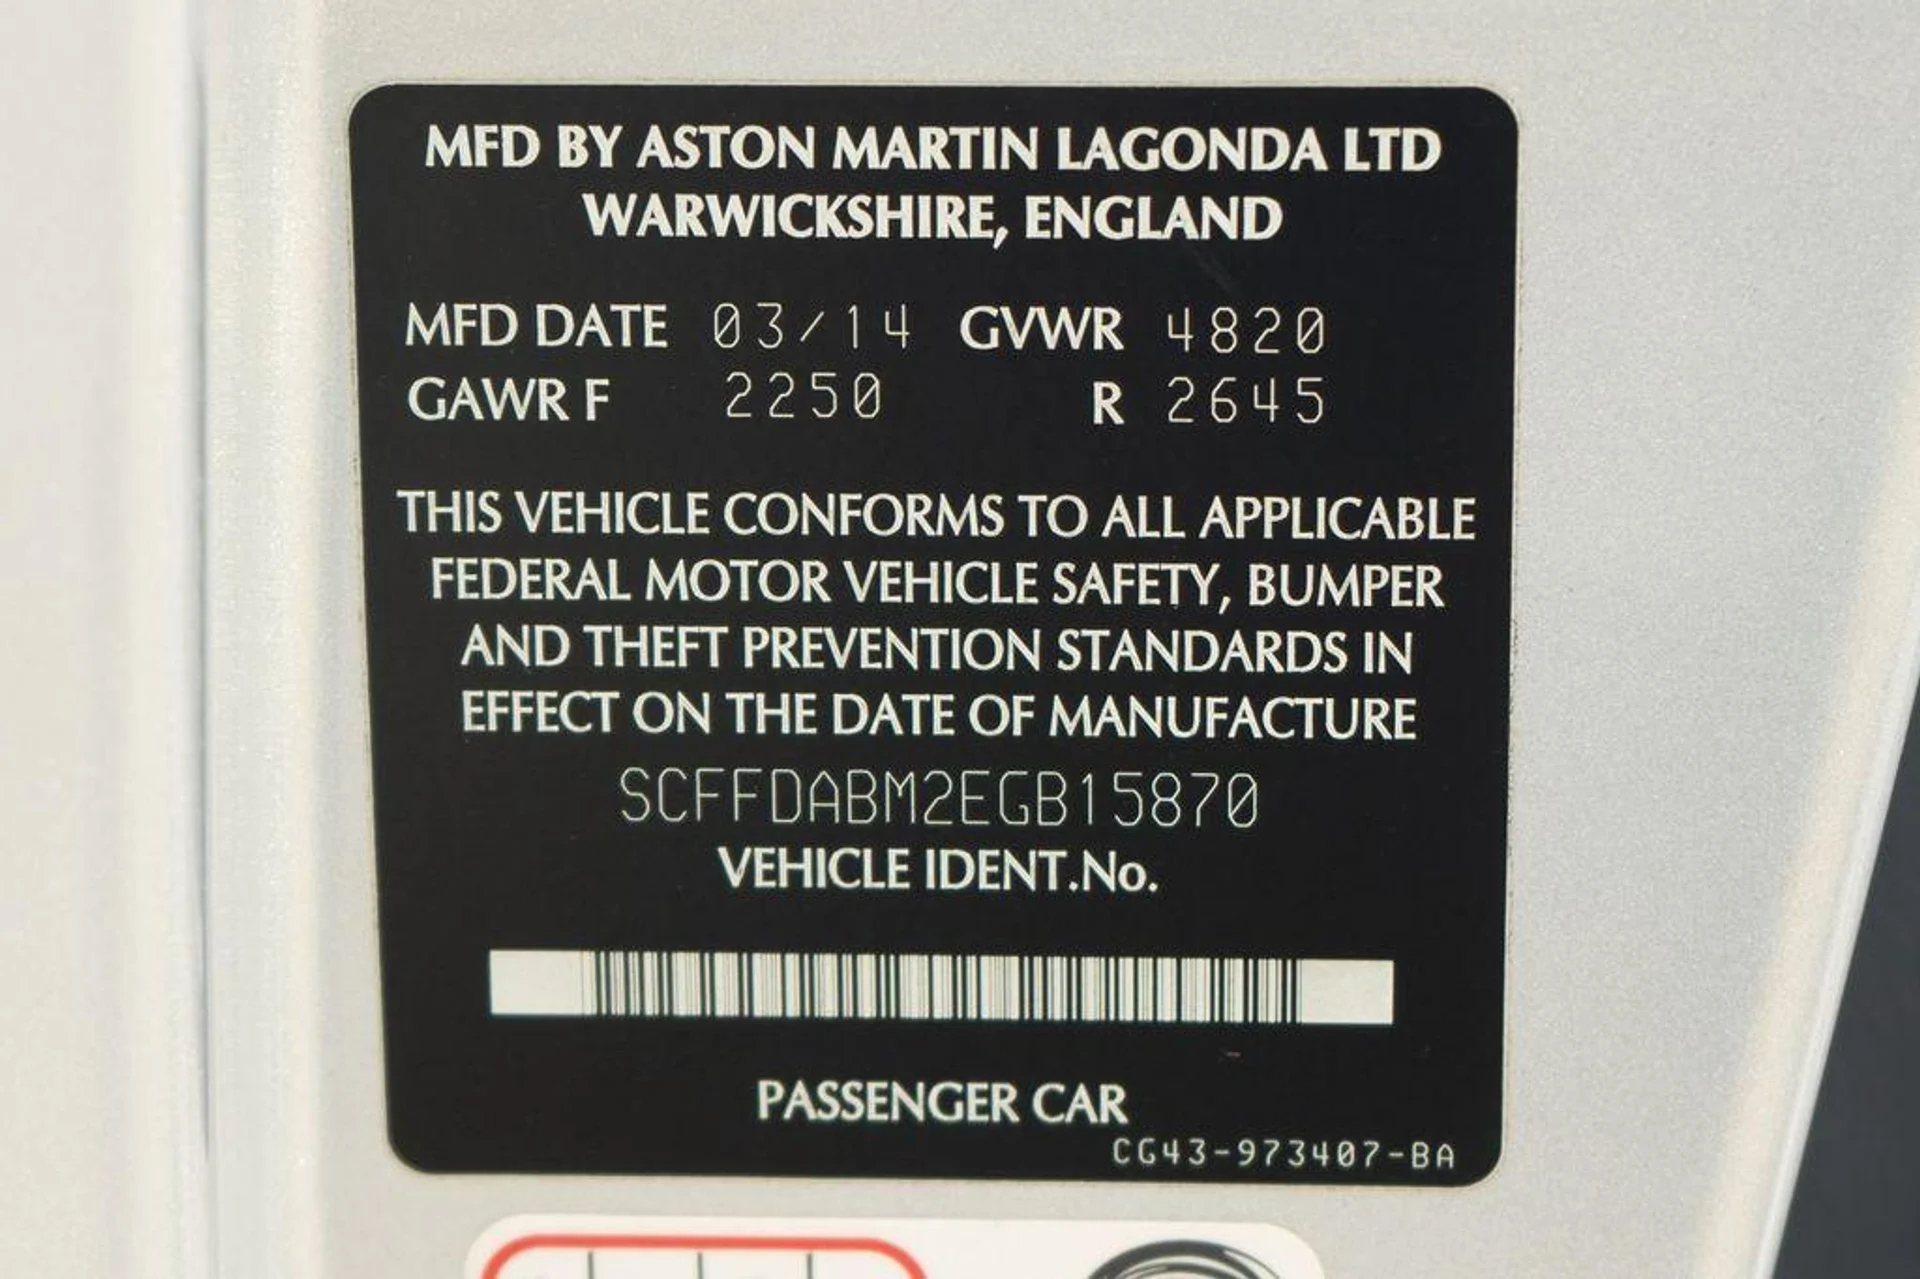 MFD BY ASTON MARTIN LAGONDA LTD
WARWICKSHIRE, ENGLAND
MFD DATE 03/14 GVWR 4820
GAWR F 2250 R 2645
THIS VEHICLE CONFORMS TO ALL APPLICABLE
FEDERAL MOTOR VEHICLE SAFETY, BUMPER
AND THEFT PREVENTION STANDARDS IN
EFFECT ON THE DATE OF MANUFACTURE
SCFFDABM2EGB15870
VEHICLE IDENT.No.
PASSENGER CAR
CG43-973407-BA